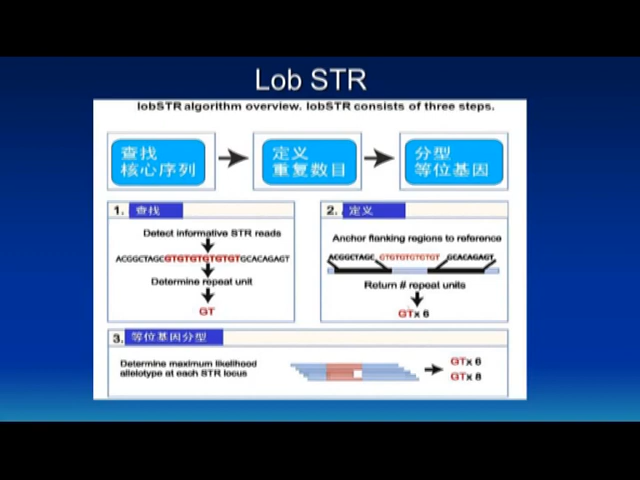 Lob STR
lobSTR algorithm overview. lobSTR consists of three steps.
查找
核心序列
定义
重复数目
分型
等位基因
1. 查找
Detect informative STR reads
ACGGCTAGCGTGTGTGTGTGTGCACAGAGT
Determine repeat unit
GT
2. 定义
Anchor flanking regions to reference
ACGGCTAGC GTGTGTGTGTGT GCACAGAGT
Return # repeat units
GTx 6
3. 等位基因分型
Determine maximum likelihood
allelotype at each STR locus
GTx 6
GTx 8